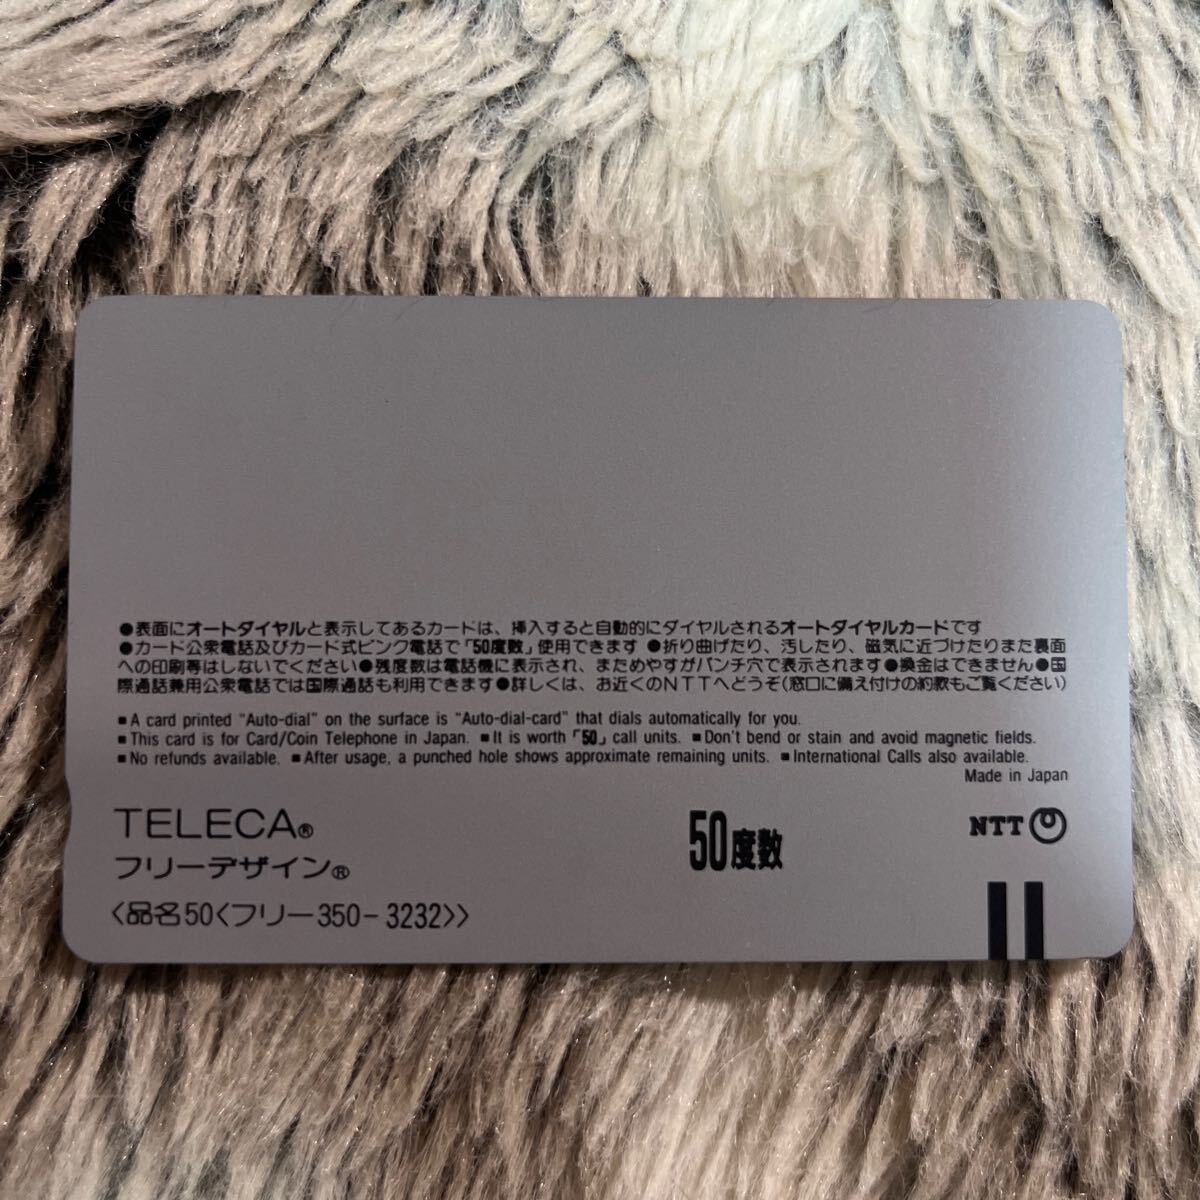 ●表面にオートダイヤルと表示してあるカードは、挿入すると自動的にダイヤルされるオートダイヤルカードです
●カード公衆電話及びカード式ピンク電話で「50度数」使用できます ●折り曲げたり、汚したり、磁気に近づけたりまた裏面
への印刷等はしないでください●残度数は電話機に表示され、まためやすがパンチ穴で表示されます●換金はできません●国
際通話兼用公衆電話では国際通話も利用できます●詳しくは、お近くのNTTへどうぞ(窓口に備え付けの約款もご覧ください)
■A card printed "Auto-dial" on the surface is "Auto-dial-card" that dials automatically for you.
■This card is for Card/Coin Telephone in Japan. ■It is worth「50」call units. ■Don't bend or stain and avoid magnetic fields.
■No refunds available. ■After usage, a punched hole shows approximate remaining units. ■International Calls also available.
Made in Japan
TELECA®
フリーデザイン®
50度数
NTT
〈品名50〈フリー350-3232〉〉